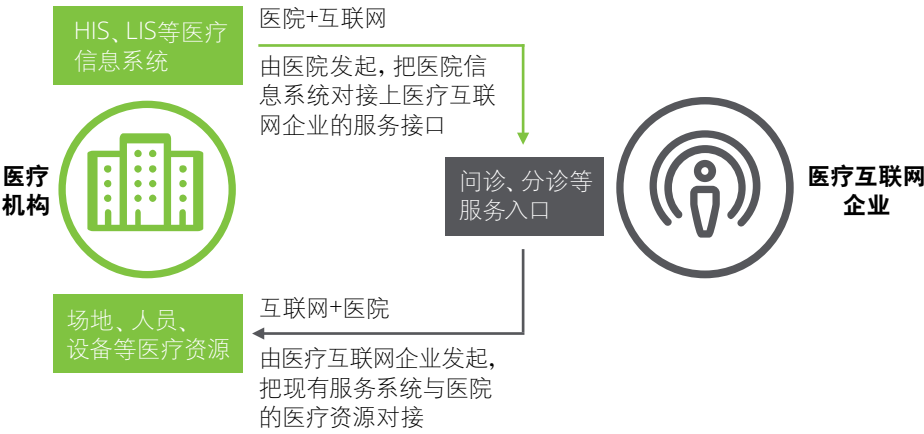 HIS、LIS等医疗
信息系统
医院+互联网
由医院发起，把医院信
息系统对接上医疗互联
网企业的服务接口
医疗
机构
问诊、分诊等
服务入口
医疗互联网
企业
场地、人员、
设备等医疗资源
互联网+医院
由医疗互联网企业发起，
把现有服务系统与医院
的医疗资源对接